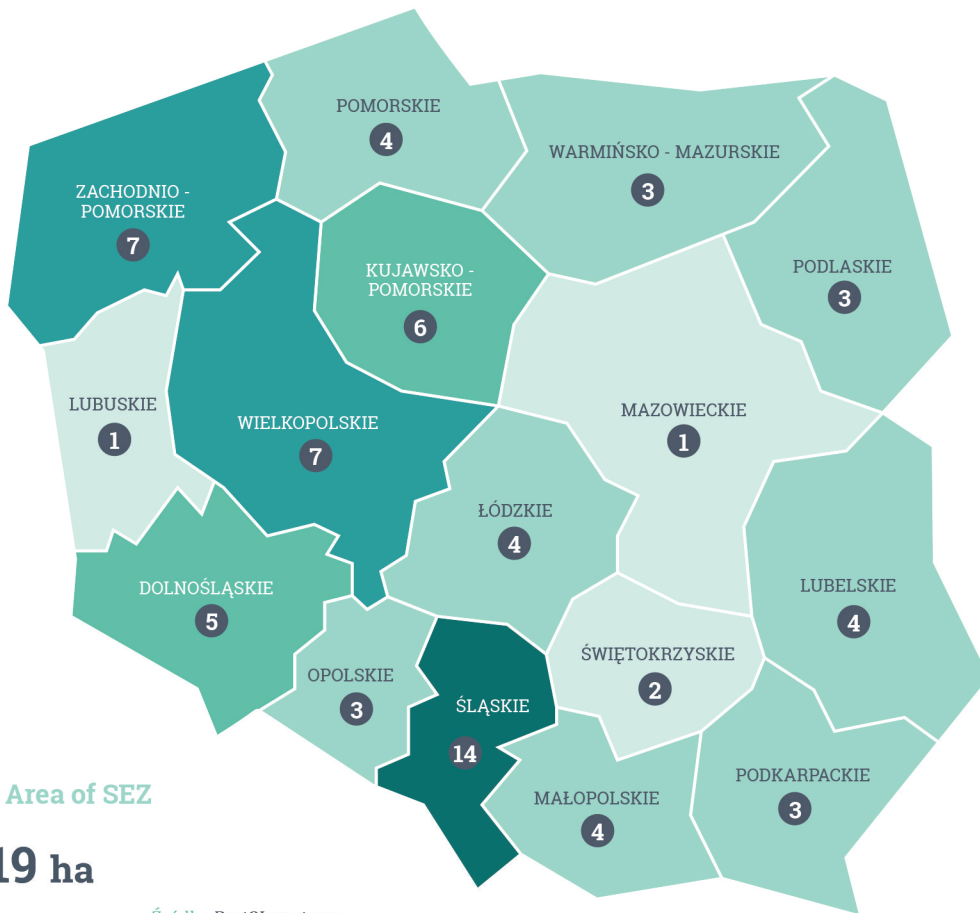 POMORSKIE
4
WARMIŃSKO - MAZURSKIE
3
ZACHODNIO -
POMORSKIE
7
PODLASKIE
3
KUJAWSKO -
POMORSKIE
6
LUBUSKIE
1
WIELKOPOLSKIE
7
MAZOWIECKIE
1
ŁÓDZKIE
4
DOLNOŚLĄSKIE
5
LUBELSKIE
4
ŚWIĘTOKRZYSKIE
2
OPOLSKIE
3
ŚLĄSKIE
14
PODKARPACKIE
3
MAŁOPOLSKIE
4
Area of SEZ
19 ha